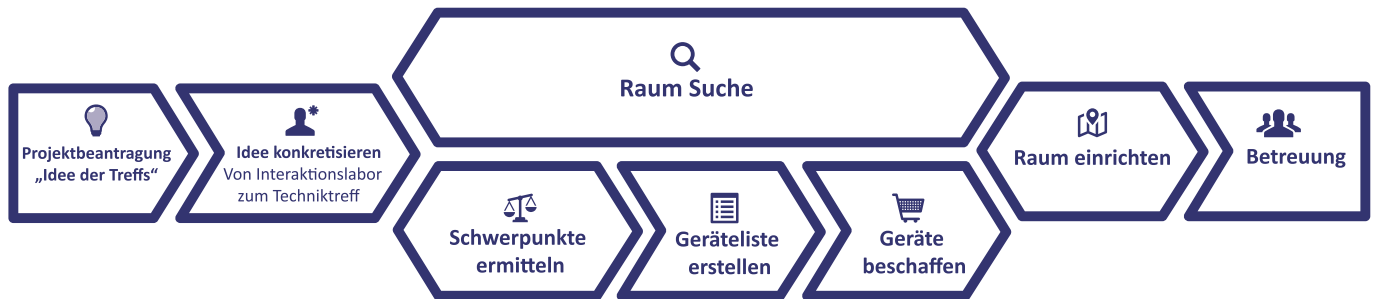 Projektbeantragung
„Idee der Treffs“
Idee konkretisieren
Von Interaktionslabor
zum Techniktreff
Raum Suche
Schwerpunkte
ermitteln
Geräteliste
erstellen
Geräte
beschaffen
Raum einrichten
Betreuung